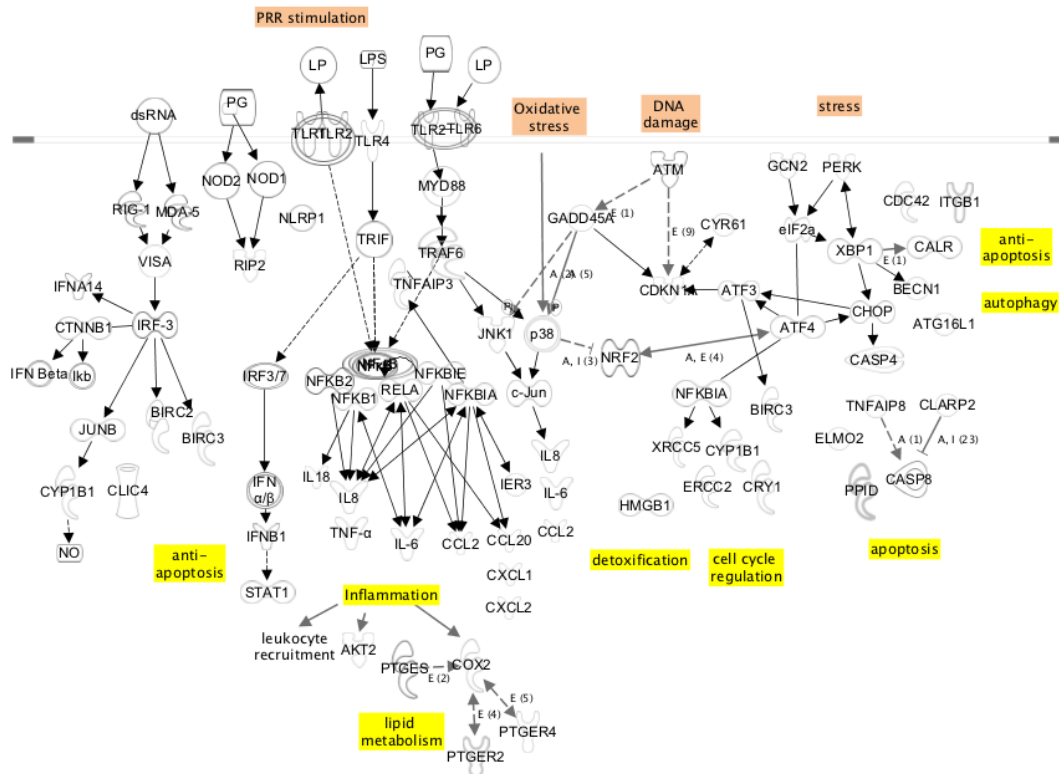 PRR stimulation
LP
LPS
PG
LP
dsRNA
PG
TLR1
TLR2
TLR4
TLR2
TLR6
Oxidative
stress
DNA
damage
stress
NOD2
NOD1
MYD88
ATM
GCN2
PERK
CDC42
ITGB1
RIG-1
MDA-5
NLRP1
GADD45A
E (1)
CYR61
eIF2a
VISA
RIP2
TRIF
TRAF6
E (9)
XBP1
CALR
E (1)
anti-
apoptosis
IFNA14
TNFAIP3
A (2)
A (5)
CDKN1A
ATF3
BECN1
autophagy
CTNNB1
IRF-3
JNK1
p38
ATF4
CHOP
ATG16L1
IFN Beta
Ikb
IRF3/7
NFKB2
NFKBIE
A, I (3)
NRF2
A, E (4)
CASP4
NFKB1
RELA
NFKBIA
c-Jun
NFKBIA
BIRC3
TNFAIP8
CLARP2
JUNB
BIRC2
BIRC3
XRCC5
CYP1B1
ELMO2
A (1)
A, I (23)
IL8
CYP1B1
CLIC4
IFN
α/β
IL18
IL8
IER3
IL-6
HMGB1
ERCC2
CRY1
PPID
CASP8
NO
IFNB1
TNF-α
IL-6
CCL2
CCL20
CCL2
anti-
apoptosis
detoxification
cell cycle
regulation
apoptosis
STAT1
CXCL1
Inflammation
CXCL2
leukocyte
recruitment
AKT2
PTGES
E (2)
COX2
E (5)
E (4)
lipid
metabolism
PTGER4
PTGER2